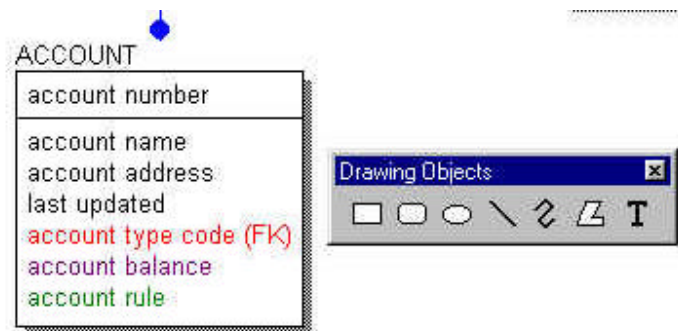 ACCOUNT
account number
account name
account address
last updated
account type code (FK)
account balance
account rule
Drawing Objects
T